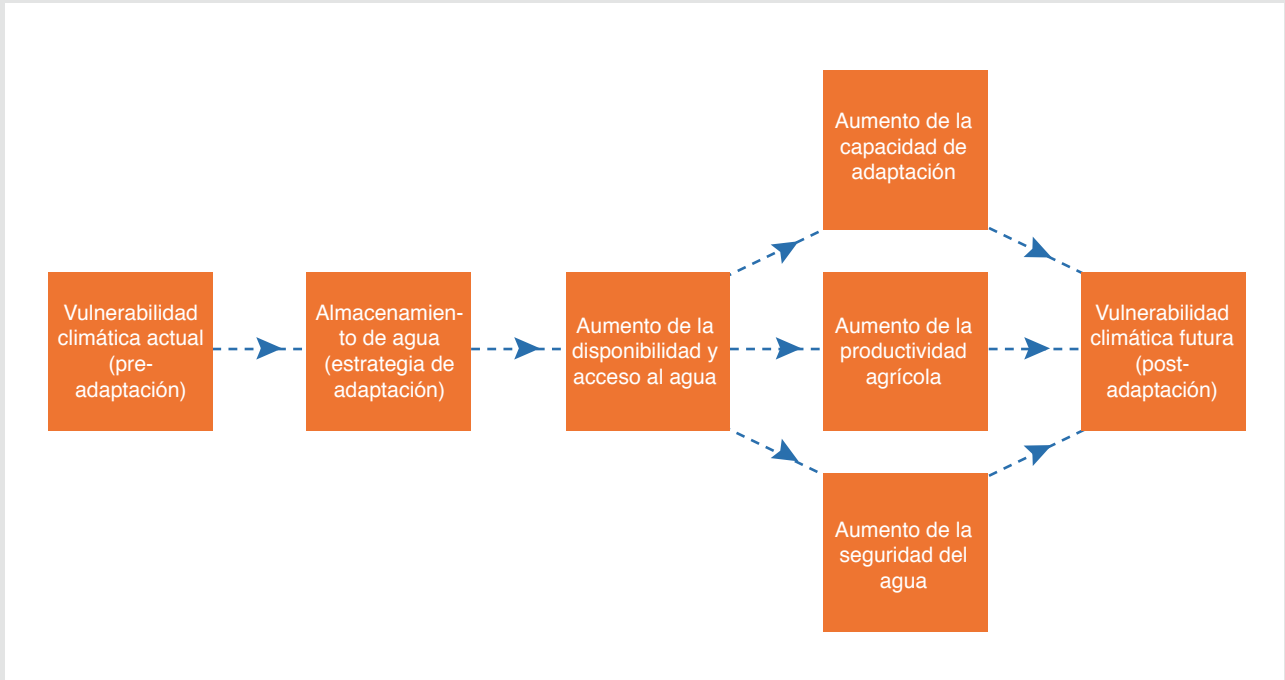 Vulnerabilidad
climática actual
(pre-
adaptación)
Almacenamien-
to de agua
(estrategia de
adaptación)
Aumento de la
disponibilidad y
acceso al agua
Aumento de la
capacidad de
adaptación
Aumento de la
productividad
agrícola
Aumento de la
seguridad del
agua
Vulnerabilidad
climática futura
(post-
adaptación)